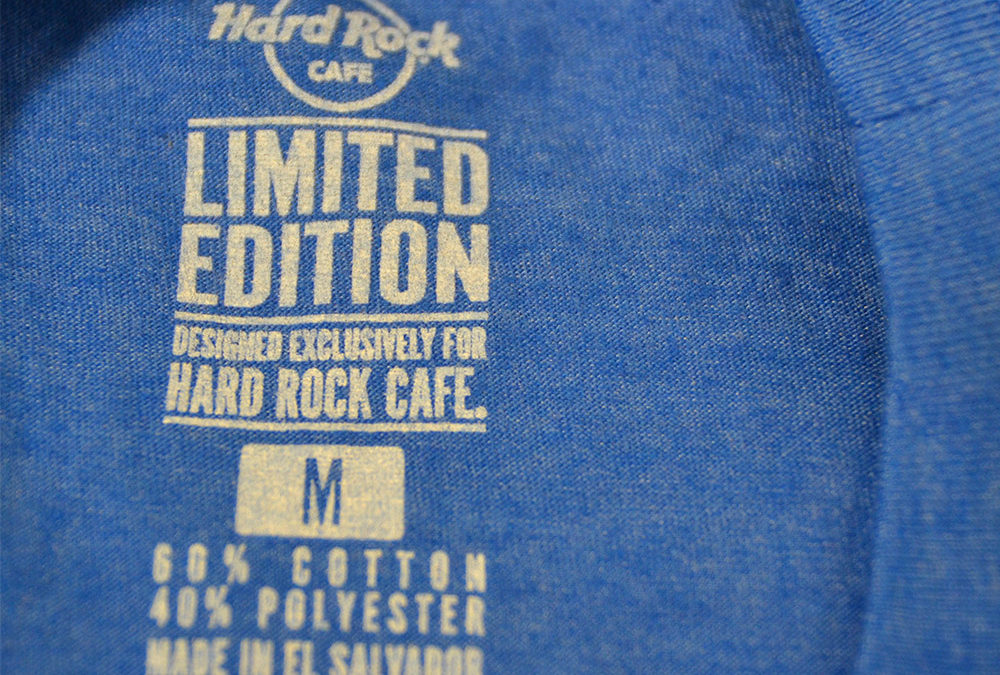 Hard Rock
CAFE
LIMITED
EDITION
DESIGNED EXCLUSIVELY FOR
HARD ROCK CAFE.
M
60% COTTON
40% POLYESTER
MADE IN EL SALVADOR